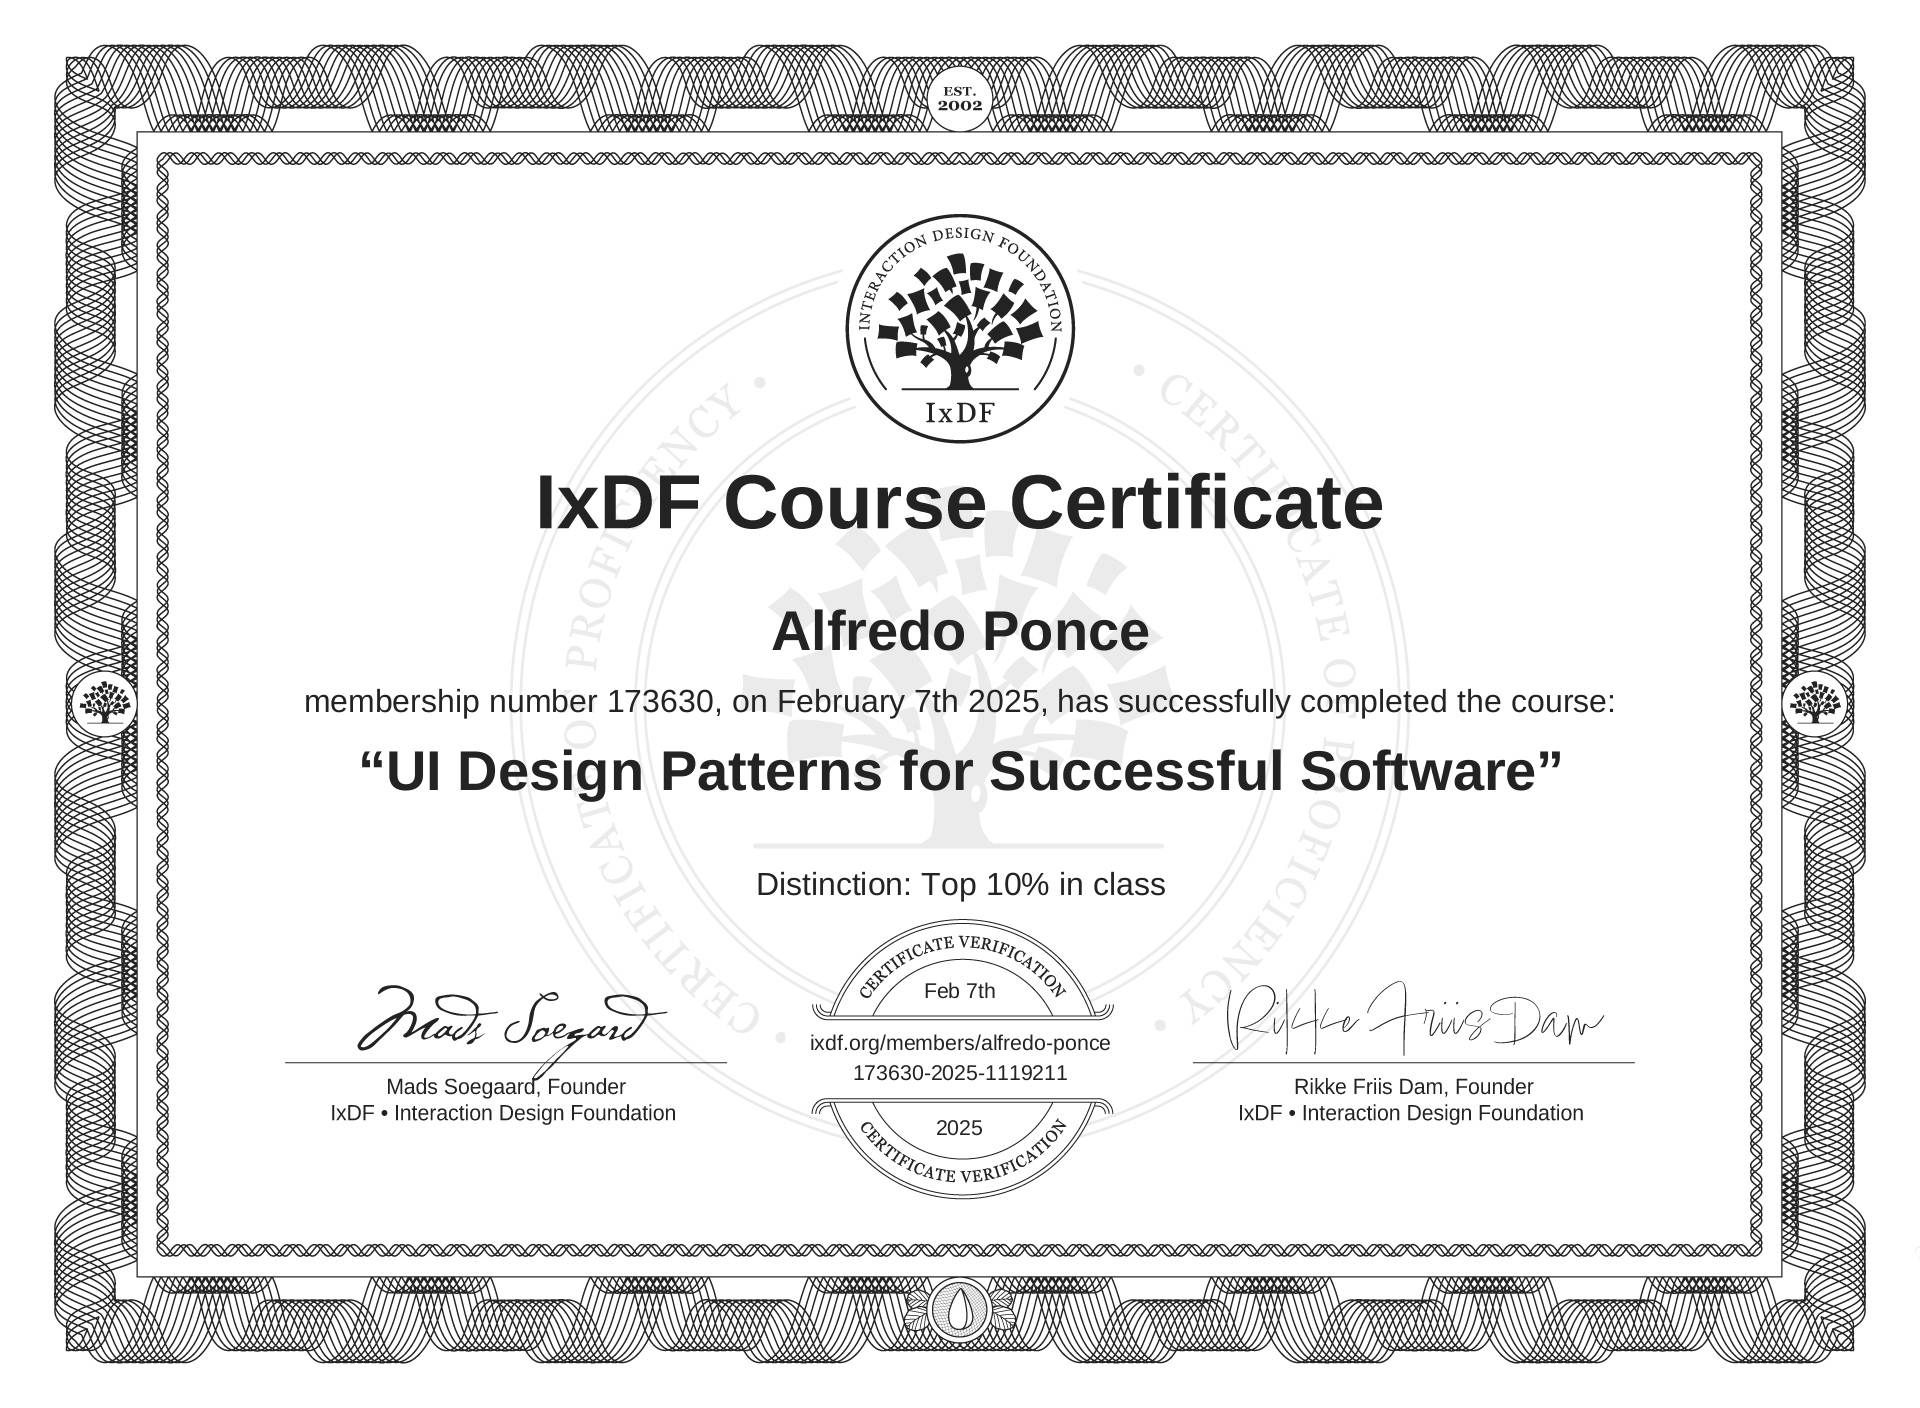 EST.
2002
INTERACTION DESIGN FOUNDATION
IxDF
• CERTIFICATE OF PROFICIENCY •
• CERTIFICATE OF PROFICIENCY •
IxDF Course Certificate
Alfredo Ponce
membership number 173630, on February 7th 2025, has successfully completed the course:
“UI Design Patterns for Successful Software”
Distinction: Top 10% in class
CERTIFICATE VERIFICATION
Feb 7th
ixdf.org/members/alfredo-ponce
173630-2025-1119211
2025
CERTIFICATE VERIFICATION
Mads Soegard
Mads Soegaard, Founder
IxDF • Interaction Design Foundation
Rikke Friis Dam
Rikke Friis Dam, Founder
IxDF • Interaction Design Foundation